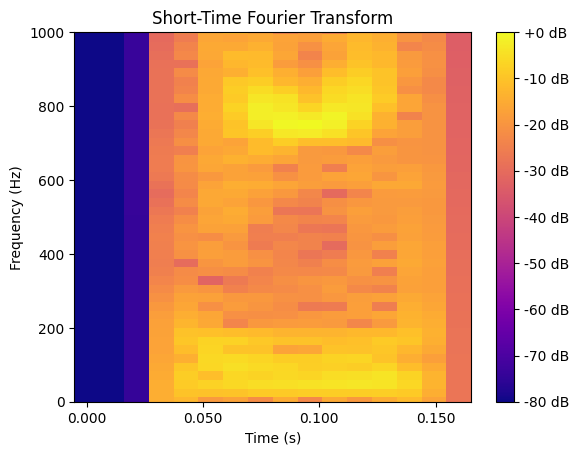 Short-Time Fourier Transform
Frequency (Hz)
1000
800
600
400
200
0
0.000
0.050
0.100
0.150
Time (s)
+0 dB
-10 dB
-20 dB
-30 dB
-40 dB
-50 dB
-60 dB
-70 dB
-80 dB